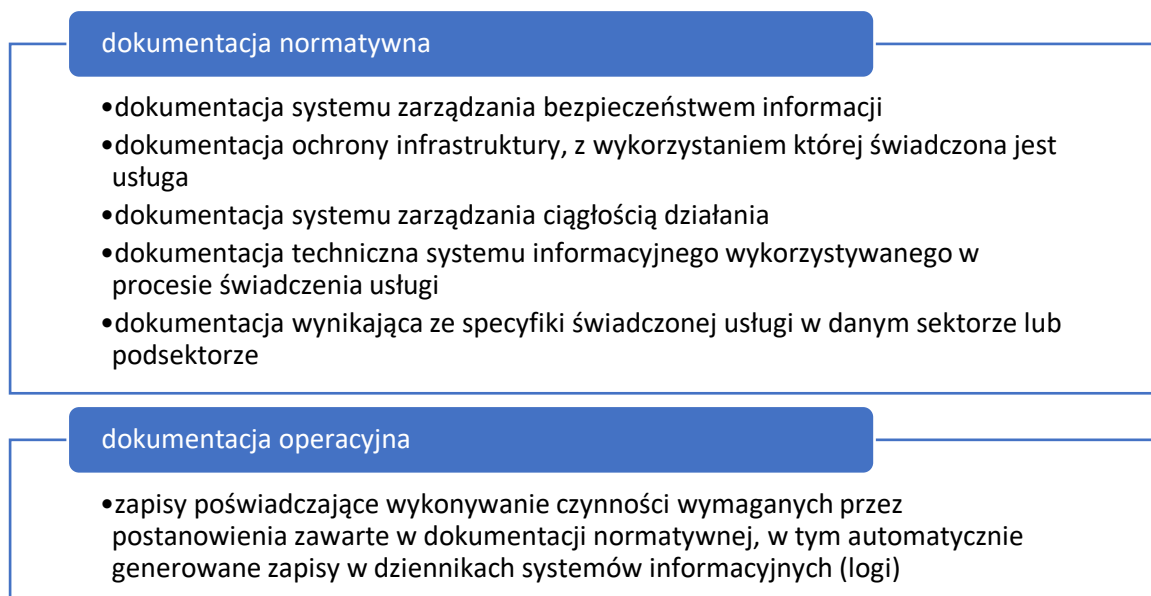 dokumentacja normatywna
•dokumentacja systemu zarządzania bezpieczeństwem informacji
•dokumentacja ochrony infrastruktury, z wykorzystaniem której świadczona jest
usługa
•dokumentacja systemu zarządzania ciągłością działania
•dokumentacja techniczna systemu informacyjnego wykorzystywanego w
procesie świadczenia usługi
•dokumentacja wynikająca ze specyfiki świadczonej usługi w danym sektorze lub
podsektorze
dokumentacja operacyjna
•zapisy poświadczające wykonywanie czynności wymaganych przez
postanowienia zawarte w dokumentacji normatywnej, w tym automatycznie
generowane zapisy w dziennikach systemów informacyjnych (logi)